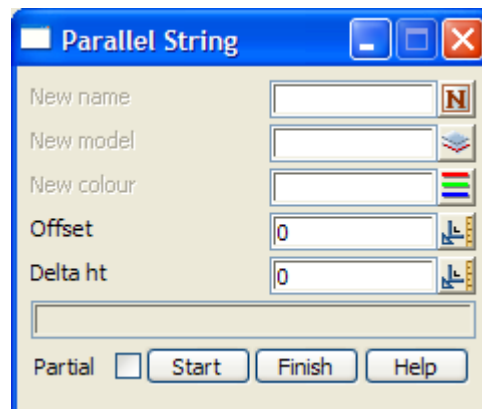 Parallel String
New name N
New model
New colour
Offset 0
Delta ht 0
Partial Start Finish Help